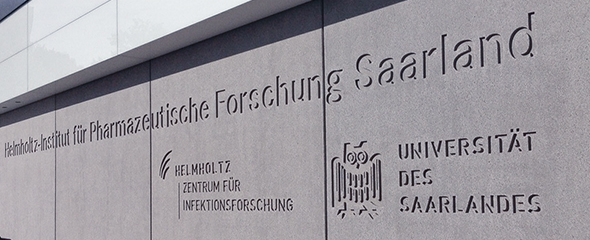 Helmholtz-Institut für Pharmazeutische Forschung Saarland
HELMHOLTZ
ZENTRUM FÜR
INFEKTIONSFORSCHUNG
UNIVERSITÄT
DES
SAARLANDES